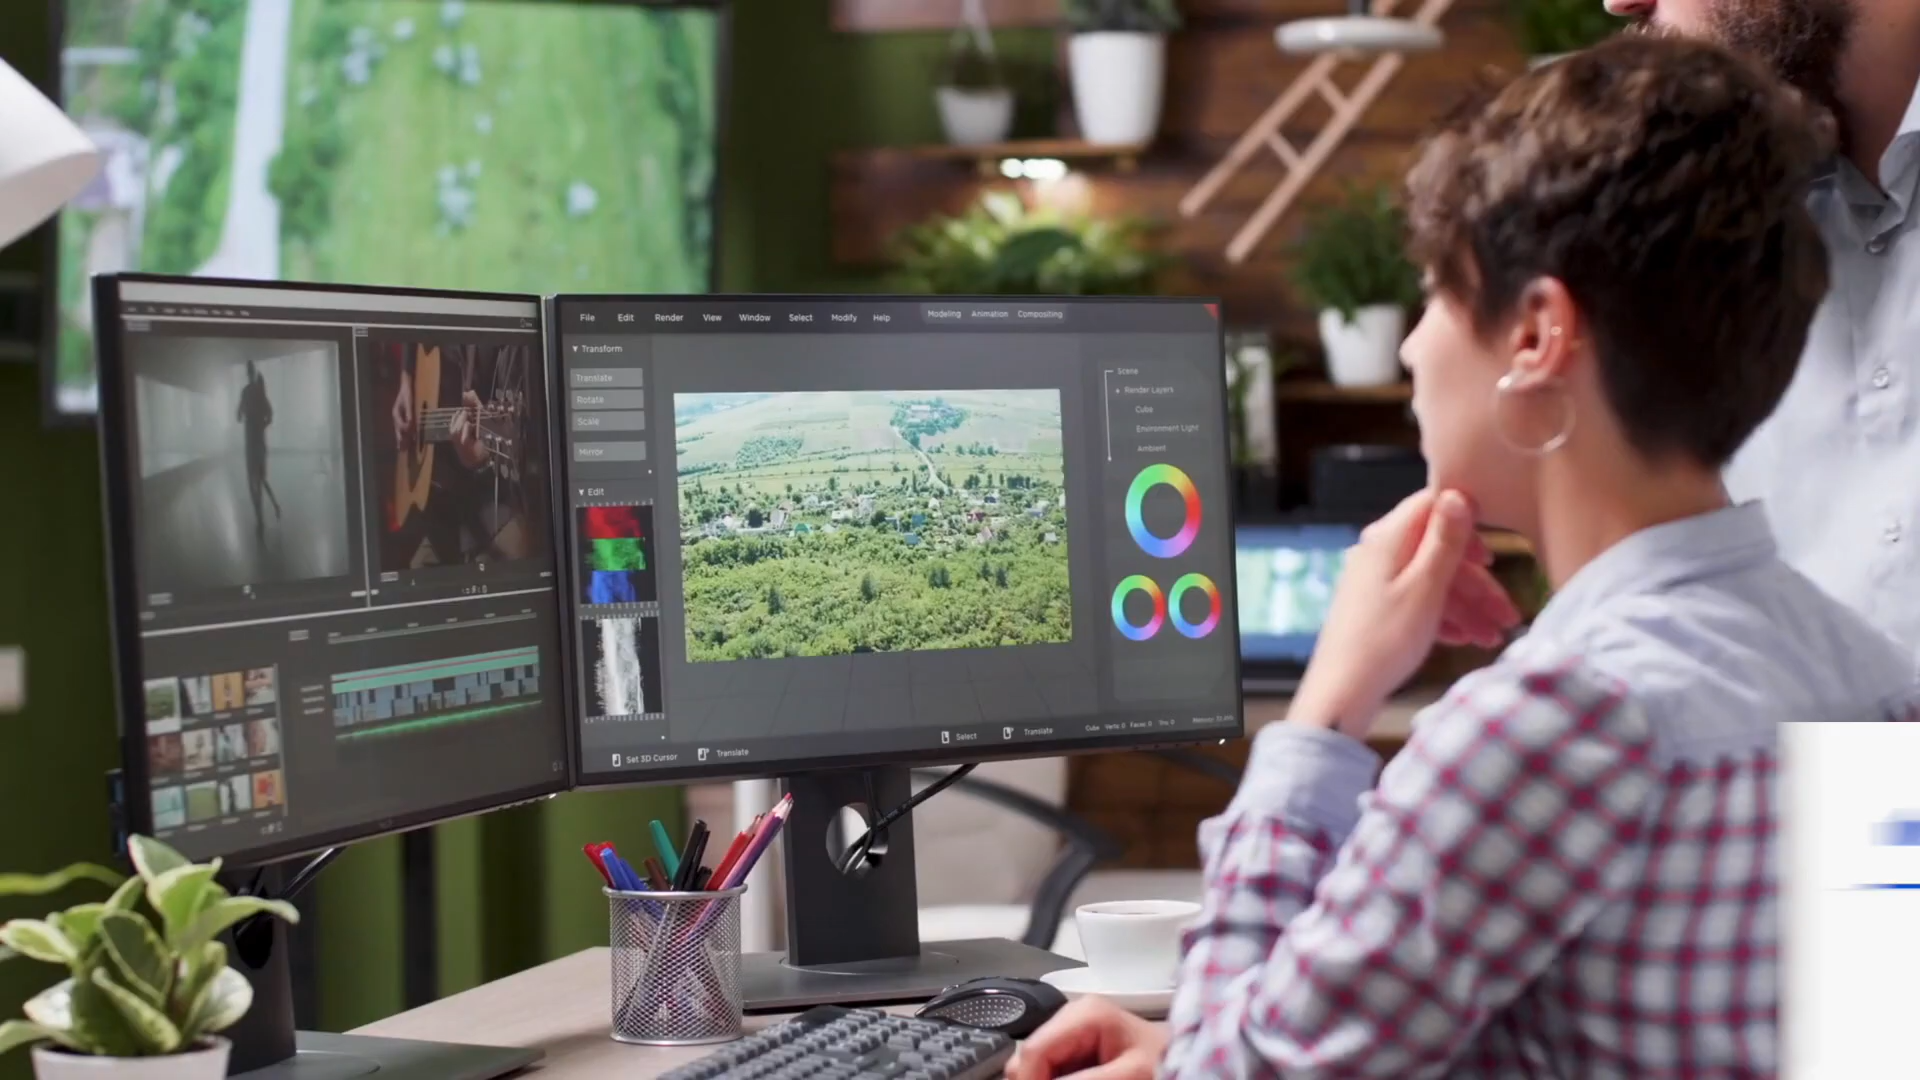 File Edit Render View Window Select Modify Help Modeling Animation Compositing
▼ Transform
Translate
Rotate
Scale
Mirror
▼ Edit
Scene
Render Layers
Cube
Environment Light
Ambient
Set 3D Cursor Translate Select Translate